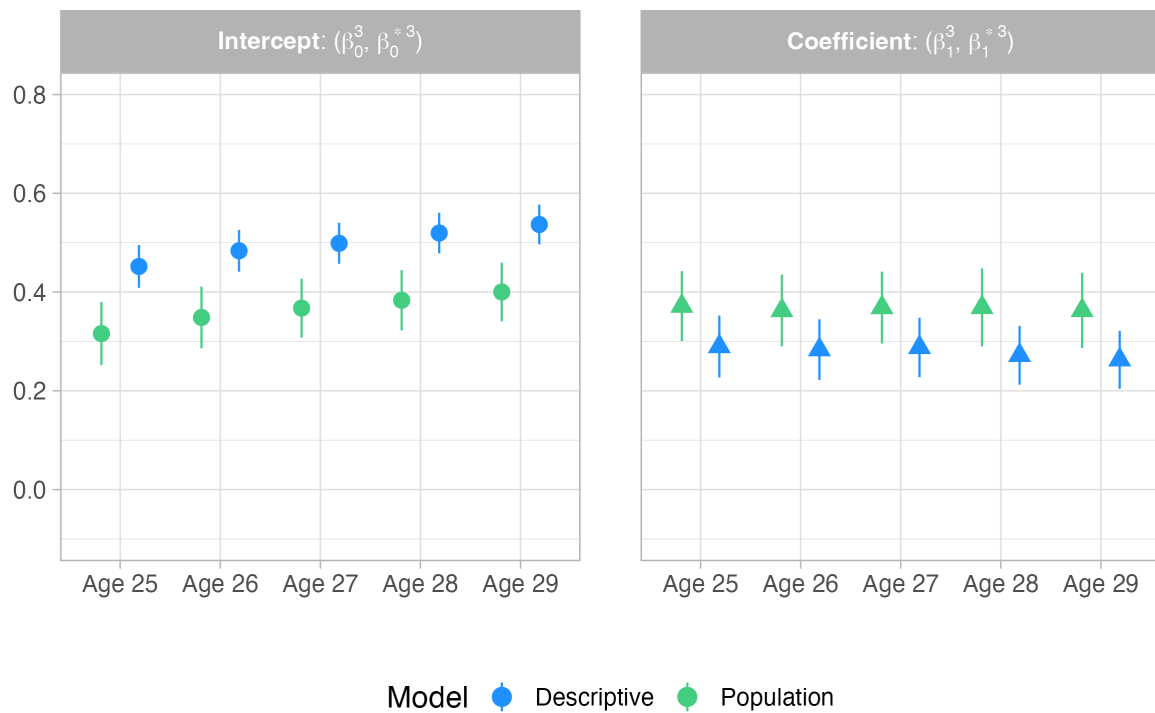 Intercept: (β₀³, β₀*³)
Coefficient: (β₁³, β₁*³)
0.8
0.6
0.4
0.2
0.0
Age 25 Age 26 Age 27 Age 28 Age 29
Age 25 Age 26 Age 27 Age 28 Age 29
Model Descriptive Population